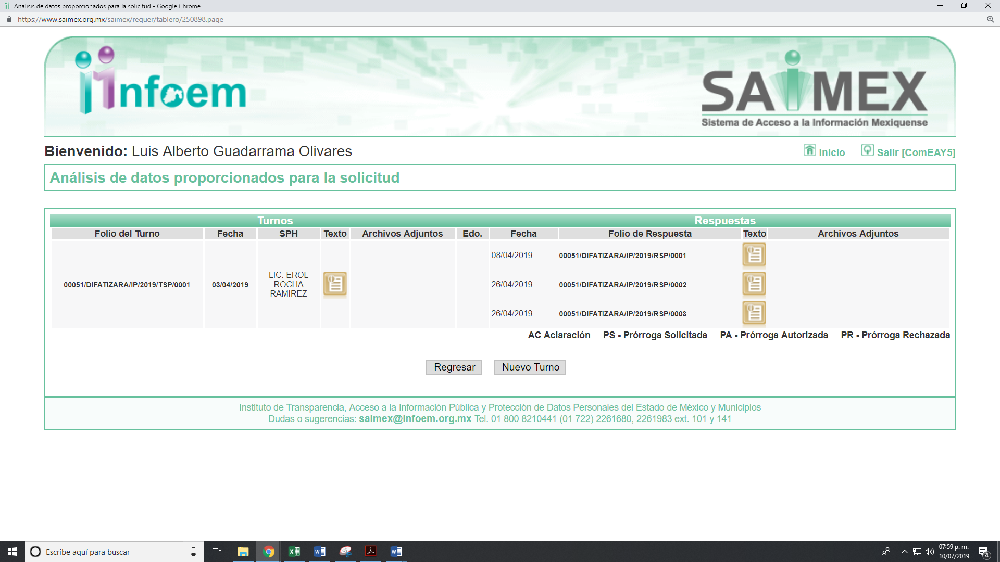 Análisis de datos proporcionados para la solicitud - Google Chrome
https://www.saimex.org.mx/saimex/requer/tablero/250898.page
infoem
SAIMEX
Sistema de Acceso a la Información Mexiquense
Bienvenido: Luis Alberto Guadarrama Olivares
Inicio Salir [ComEAY5]
Análisis de datos proporcionados para la solicitud
Turnos Respuestas
Folio del Turno Fecha SPH Texto Archivos Adjuntos Edo. Fecha Folio de Respuesta Texto Archivos Adjuntos
00051/DIFATIZARA/IP/2019/TSP/0001 03/04/2019
LIC. EROL
ROCHA
RAMIREZ
08/04/2019 00051/DIFATIZARA/IP/2019/RSP/0001
26/04/2019 00051/DIFATIZARA/IP/2019/RSP/0002
26/04/2019 00051/DIFATIZARA/IP/2019/RSP/0003
AC Aclaración PS - Prórroga Solicitada PA - Prórroga Autorizada PR - Prórroga Rechazada
Regresar Nuevo Turno
Instituto de Transparencia, Acceso a la Información Pública y Protección de Datos Personales del Estado de México y Municipios
Dudas o sugerencias: saimex@infoem.org.mx Tel. 01 800 8210441 (01 722) 2261680, 2261983 ext. 101 y 141
Escribe aquí para buscar
07:59 p. m.
10/07/2019
4